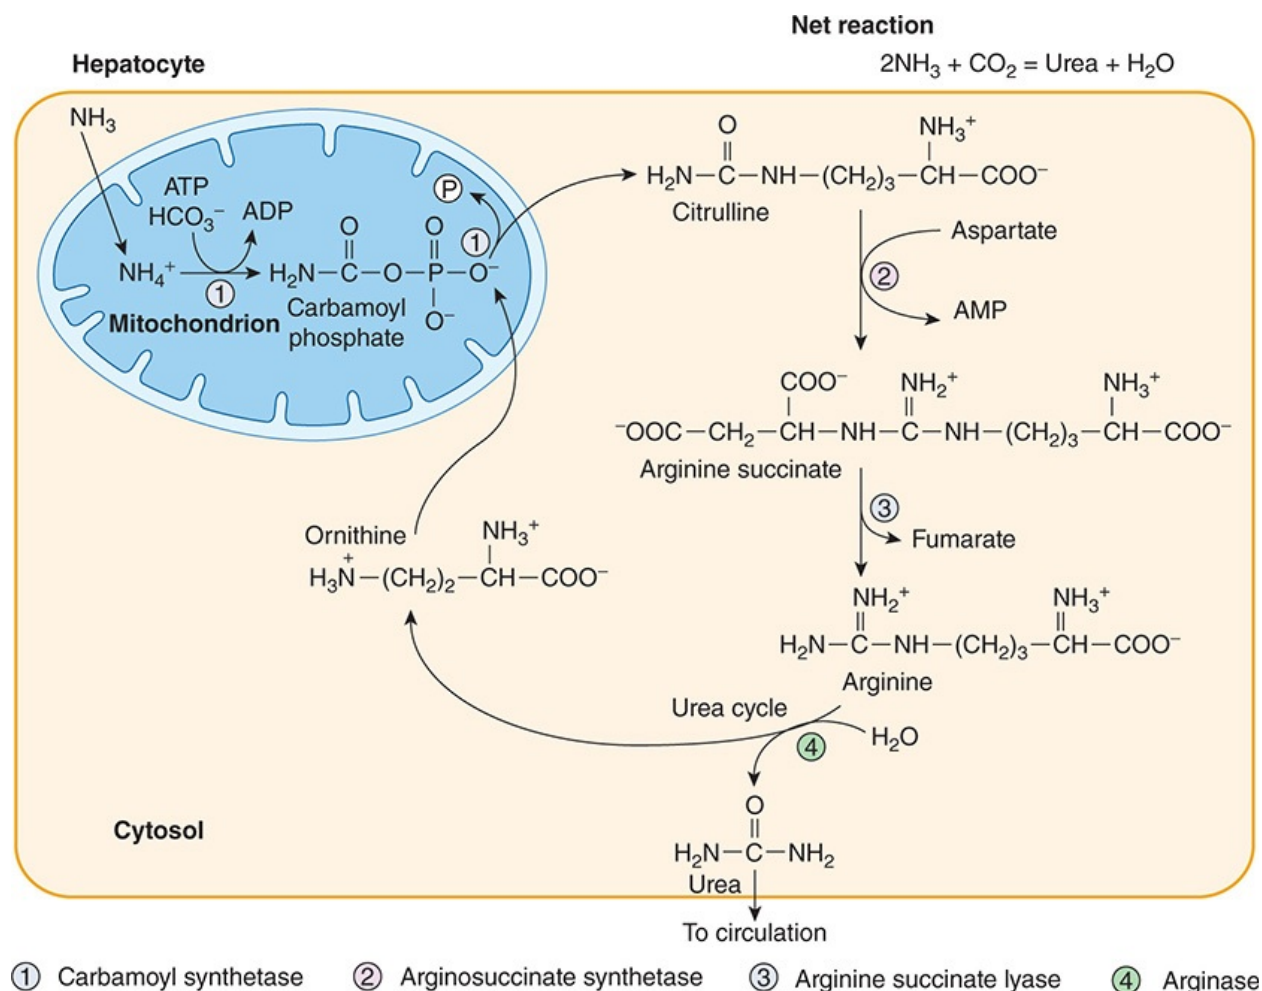 Net reaction
2NH₃ + CO₂ = Urea + H₂O
Hepatocyte
NH₃
ATP
HCO₃⁻
ADP
NH₄⁺
1
H₂N—C—O—P—O⁻
O
O
O⁻
P
1
Carbamoyl
phosphate
Mitochondrion
O
NH₃⁺
H₂N—C—NH—(CH₂)₃—CH—COO⁻
Citrulline
Aspartate
2
AMP
COO⁻
NH₂⁺
NH₃⁺
⁻OOC—CH₂—CH—NH—C—NH—(CH₂)₃—CH—COO⁻
Arginine succinate
3
Fumarate
Ornithine
NH₃⁺
H₃N⁺—(CH₂)₂—CH—COO⁻
NH₂⁺
NH₃⁺
H₂N—C—NH—(CH₂)₃—CH—COO⁻
Arginine
Urea cycle
H₂O
4
O
H₂N—C—NH₂
Urea
Cytosol
To circulation
1 Carbamoyl synthetase
2 Arginosuccinate synthetase
3 Arginine succinate lyase
4 Arginase